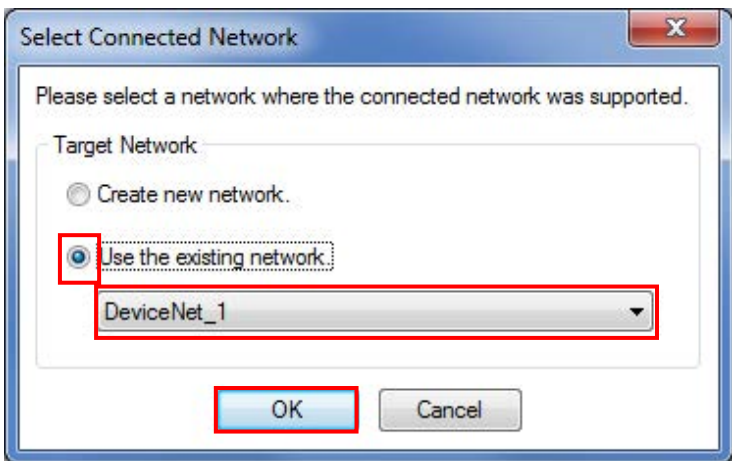 Select Connected Network
Please select a network where the connected network was supported.
Target Network
Create new network.
Use the existing network.
DeviceNet_1
OK
Cancel